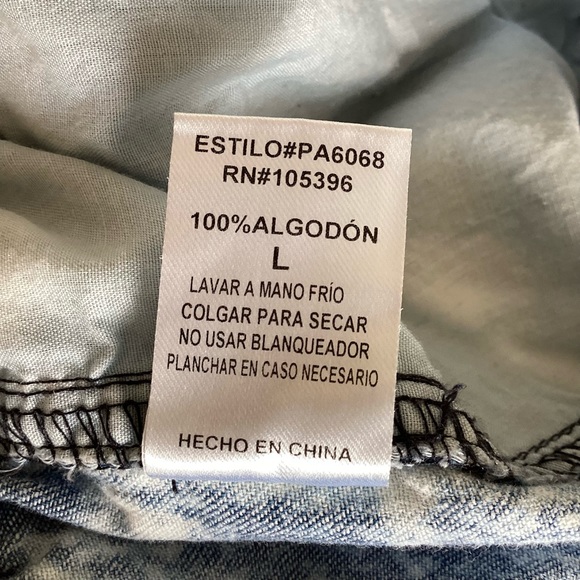 ESTILO#PA6068
RN#105396
100%ALGODÓN
L
LAVAR A MANO FRÍO
COLGAR PARA SECAR
NO USAR BLANQUEADOR
PLANCHAR EN CASO NECESARIO
HECHO EN CHINA